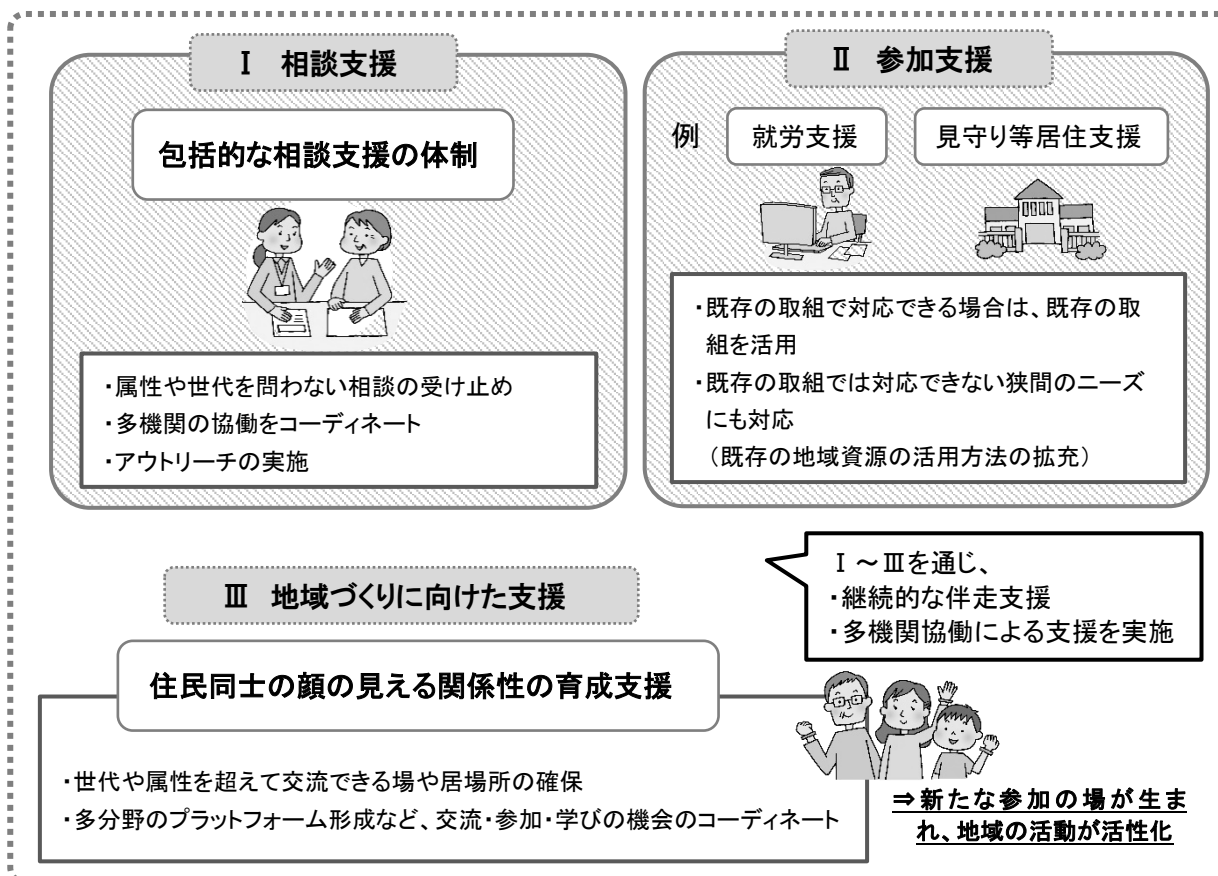 Ⅰ 相談支援
包括的な相談支援の体制
・属性や世代を問わない相談の受け止め
・多機関の協働をコーディネート
・アウトリーチの実施
Ⅱ 参加支援
例
就労支援
見守り等居住支援
・既存の取組で対応できる場合は、既存の取
組を活用
・既存の取組では対応できない狭間のニーズ
にも対応
（既存の地域資源の活用方法の拡充）
Ⅰ～Ⅲを通じ、
・継続的な伴走支援
・多機関協働による支援を実施
Ⅲ 地域づくりに向けた支援
住民同士の顔の見える関係性の育成支援
・世代や属性を超えて交流できる場や居場所の確保
・多分野のプラットフォーム形成など、交流・参加・学びの機会のコーディネート
⇒新たな参加の場が生ま
れ、地域の活動が活性化